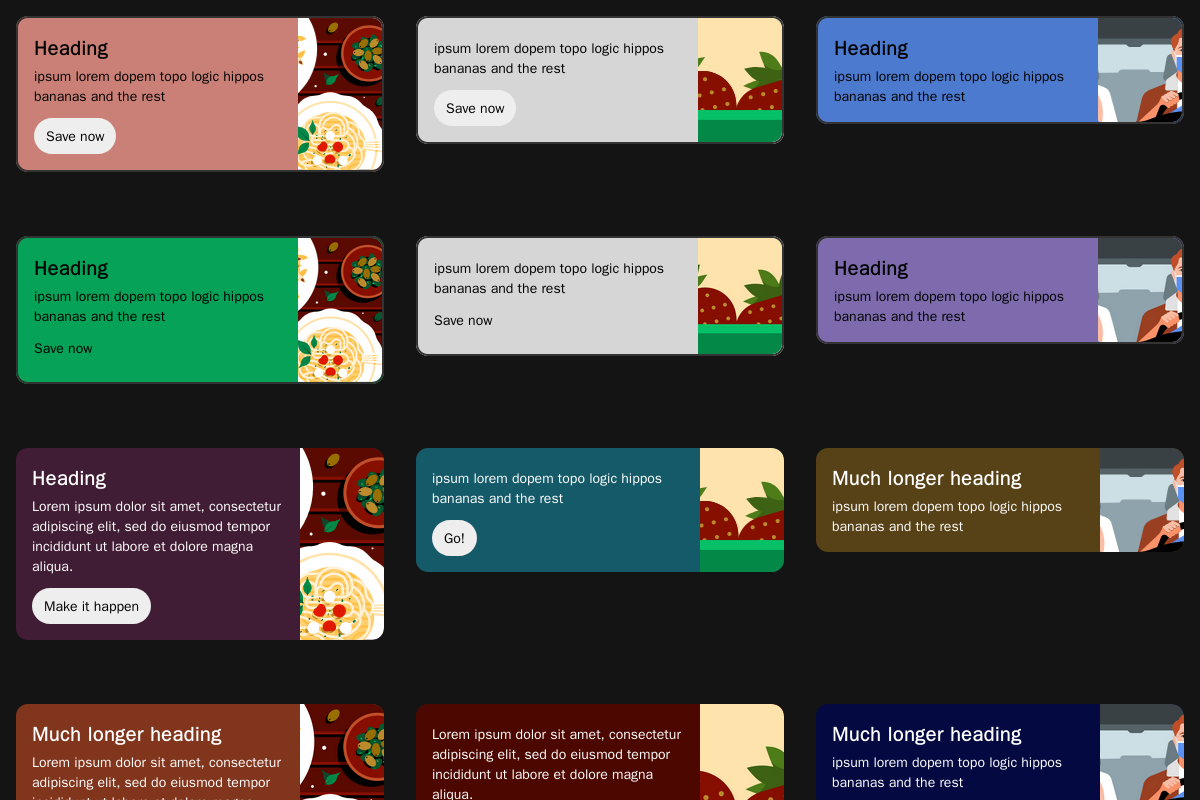 Heading
ipsum lorem dopem topo logic hippos
bananas and the rest
Save now
ipsum lorem dopem topo logic hippos
bananas and the rest
Save now
Heading
ipsum lorem dopem topo logic hippos
bananas and the rest
Heading
ipsum lorem dopem topo logic hippos
bananas and the rest
Save now
ipsum lorem dopem topo logic hippos
bananas and the rest
Save now
Heading
ipsum lorem dopem topo logic hippos
bananas and the rest
Heading
Lorem ipsum dolor sit amet, consectetur
adipiscing elit, sed do eiusmod tempor
incididunt ut labore et dolore magna
aliqua.
Make it happen
ipsum lorem dopem topo logic hippos
bananas and the rest
Go!
Much longer heading
ipsum lorem dopem topo logic hippos
bananas and the rest
Much longer heading
Lorem ipsum dolor sit amet, consectetur
adipiscing elit, sed do eiusmod tempor
Lorem ipsum dolor sit amet, consectetur
adipiscing elit, sed do eiusmod tempor
incididunt ut labore et dolore magna
aliqua.
Much longer heading
ipsum lorem dopem topo logic hippos
bananas and the rest